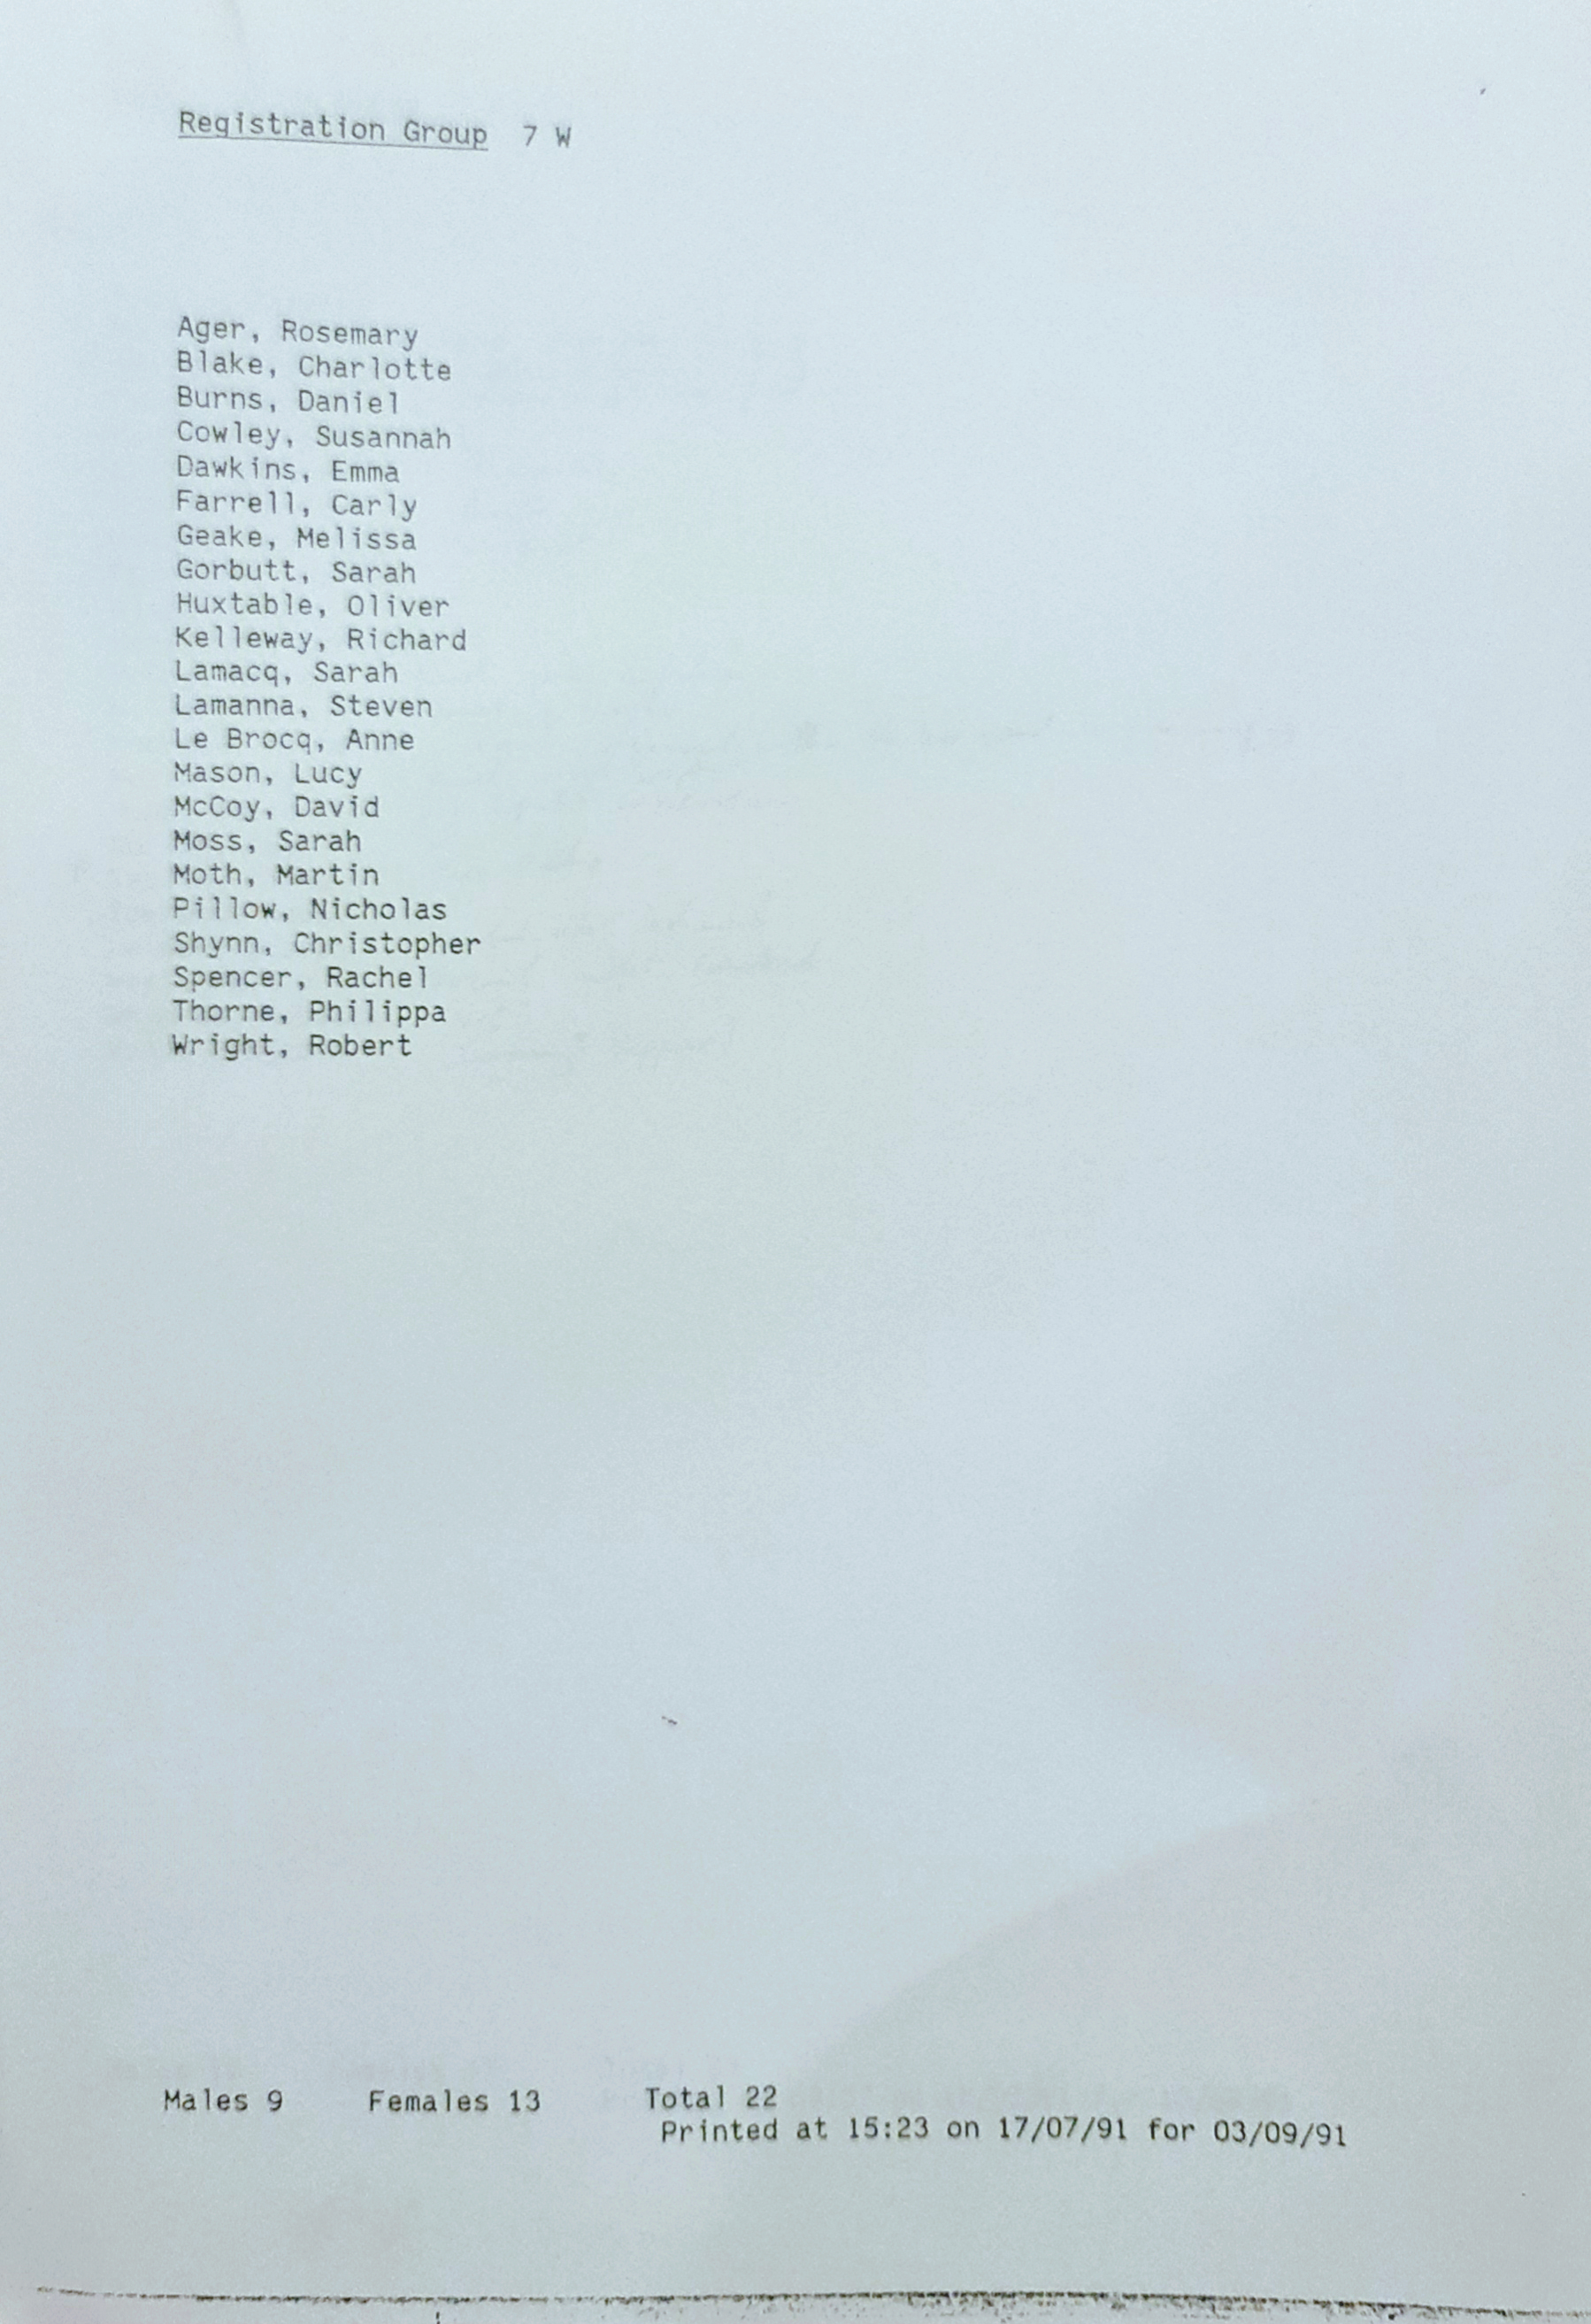 Registration Group 7 W
Ager, Rosemary
Blake, Charlotte
Burns, Daniel
Cowley, Susannah
Dawkins, Emma
Farrell, Carly
Geake, Melissa
Gorbutt, Sarah
Huxtable, Oliver
Kelleway, Richard
Lamacq, Sarah
Lamanna, Steven
Le Brocq, Anne
Mason, Lucy
McCoy, David
Moss, Sarah
Moth, Martin
Pillow, Nicholas
Shynn, Christopher
Spencer, Rachel
Thorne, Philippa
Wright, Robert
Males 9 Females 13 Total 22
Printed at 15:23 on 17/07/91 for 03/09/91